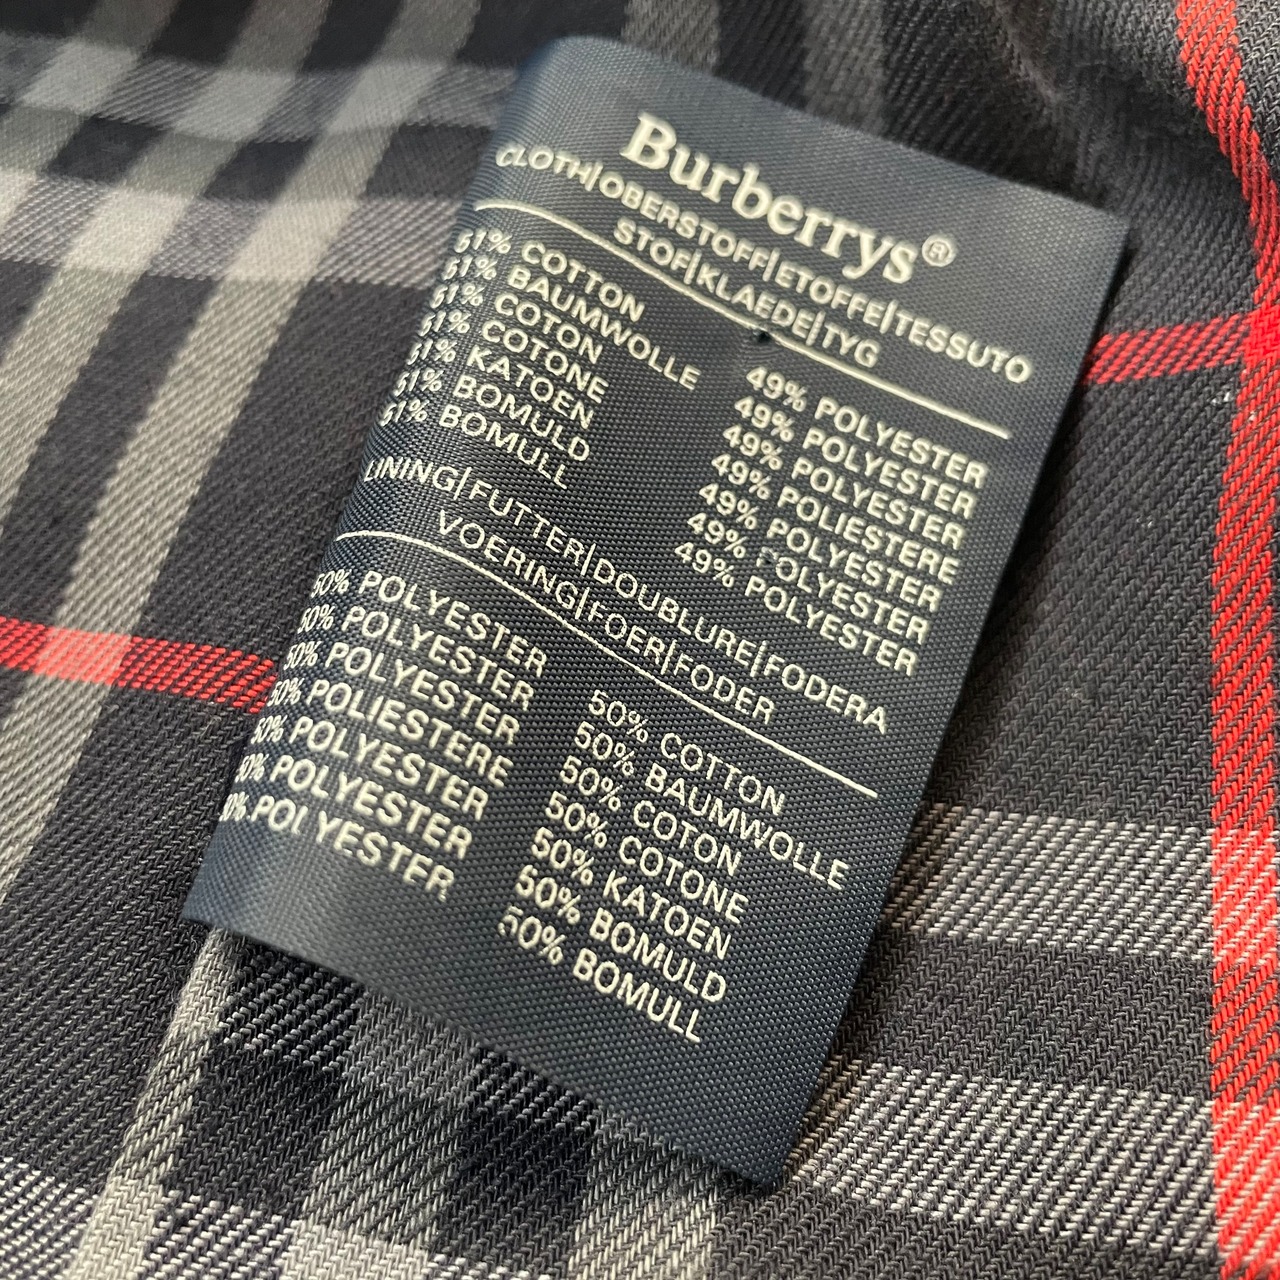 Burberrys®
CLOTH|OBERSTOFF|ETOFFE|TESSUTO
STOF|KLAEDE|TYG
51% COTTON 49% POLYESTER
51% BAUMWOLLE 49% POLYESTER
51% COTON 49% POLYESTER
51% COTONE 49% POLIESTERE
51% KATOEN 49% POLYESTER
51% BOMULD 49% POLYESTER
51% BOMULL 49% POLYESTER
LINING|FUTTER|DOUBLURE|FODERA
VOERING|FOER|FODER
50% POLYESTER 50% COTTON
50% POLYESTER 50% BAUMWOLLE
50% POLYESTER 50% COTON
50% POLIESTERE 50% COTONE
50% POLYESTER 50% KATOEN
50% POLYESTER 50% BOMULD
50% POLYESTER 50% BOMULL